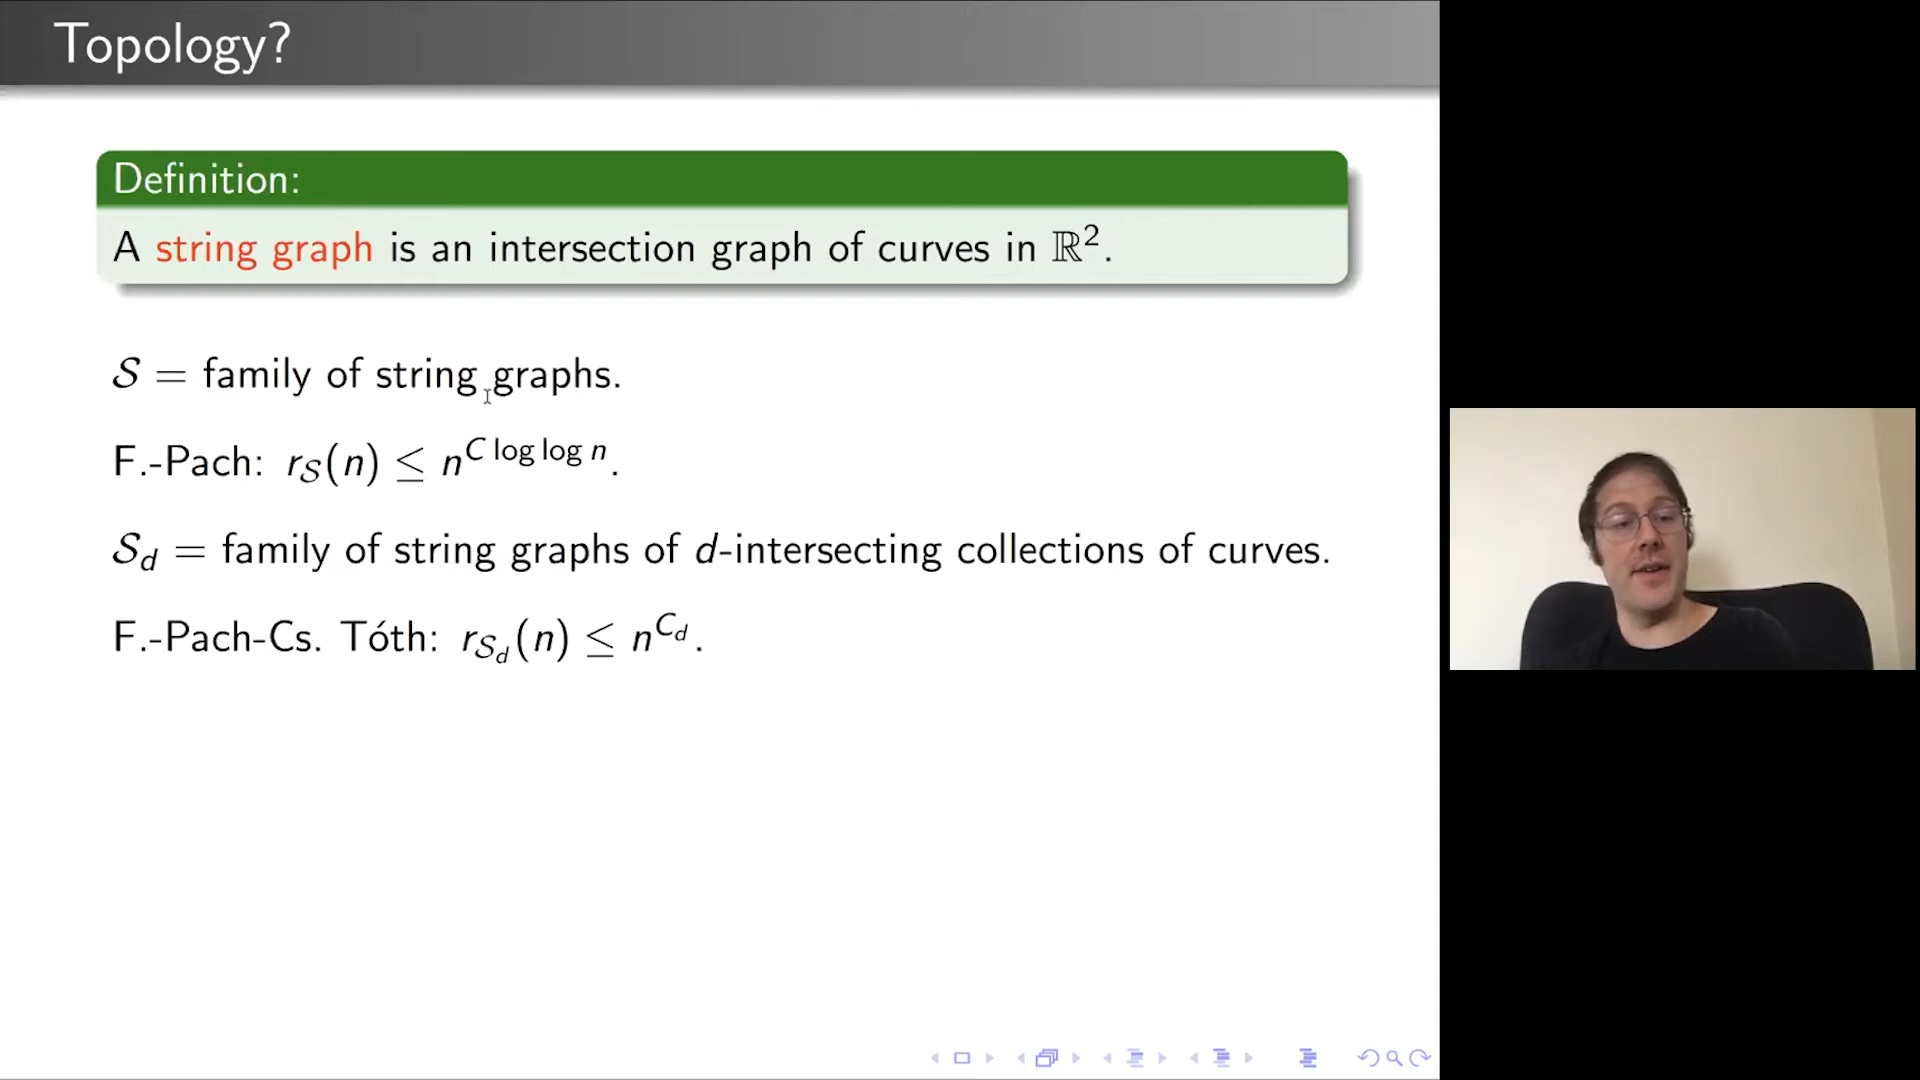 Topology?
Definition:
A string graph is an intersection graph of curves in ℝ².
𝒮 = family of string graphs.
F.-Pach: r_𝒮(n) ≤ n^{C log log n}.
𝒮_d = family of string graphs of d-intersecting collections of curves.
F.-Pach-Cs. Tóth: r_{𝒮_d}(n) ≤ n^{C_d}.